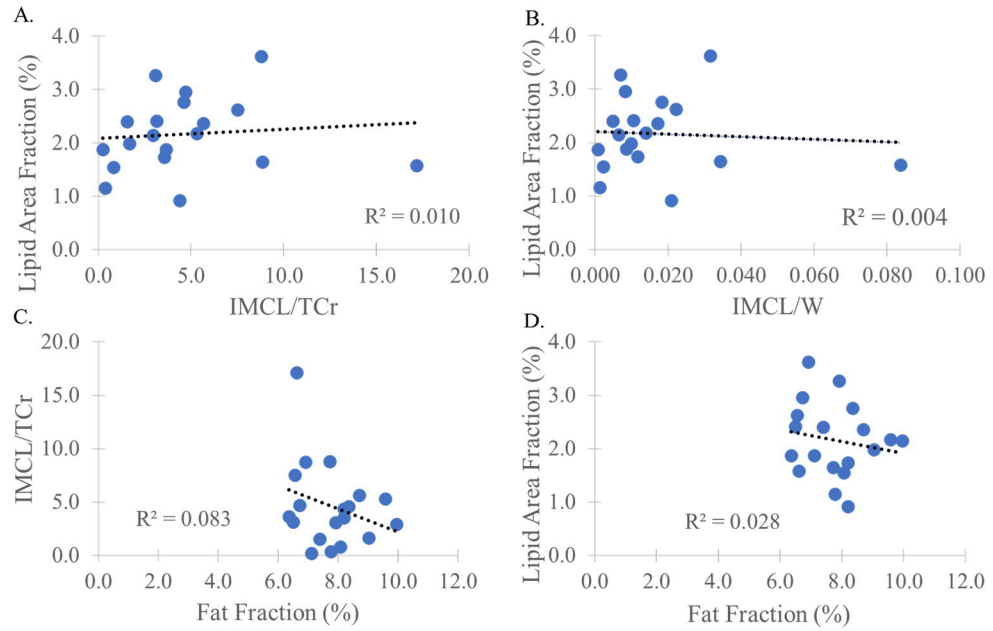 A.
Lipid Area Fraction (%)
4.0
3.0
2.0
1.0
0.0
R² = 0.010
0.0 5.0 10.0 15.0 20.0
IMCL/TCr
B.
Lipid Area Fraction (%)
4.0
3.0
2.0
1.0
0.0
R² = 0.004
0.000 0.020 0.040 0.060 0.080 0.100
IMCL/W
C.
IMCL/TCr
20.0
15.0
10.0
5.0
0.0
R² = 0.083
0.0 2.0 4.0 6.0 8.0 10.0 12.0
Fat Fraction (%)
D.
Lipid Area Fraction (%)
4.0
3.0
2.0
1.0
0.0
R² = 0.028
0.0 2.0 4.0 6.0 8.0 10.0 12.0
Fat Fraction (%)